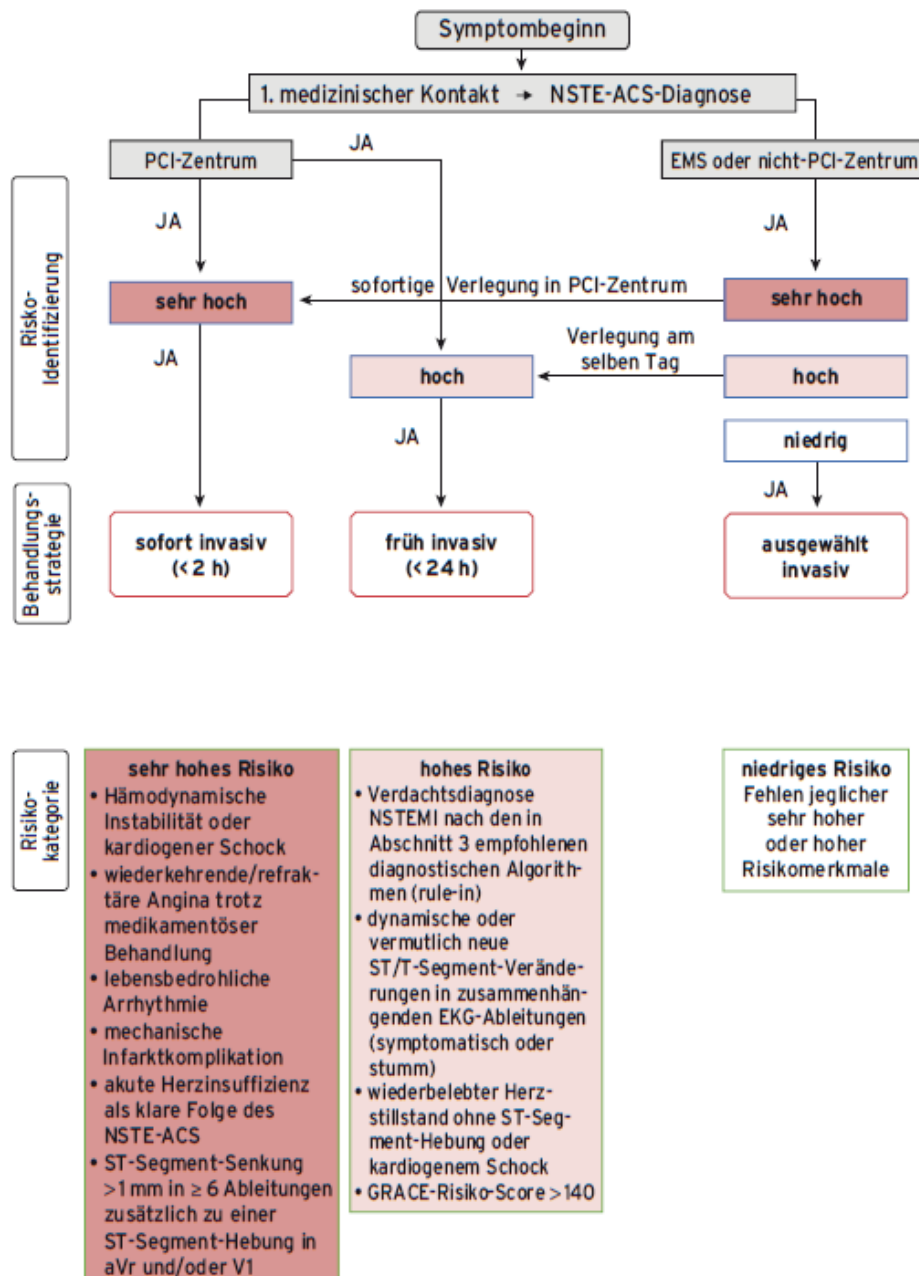 Symptombeginn
1. medizinischer Kontakt → NSTE-ACS-Diagnose
PCI-Zentrum
JA
EMS oder nicht-PCI-Zentrum
JA
JA
Risko-
Identifizierung
sehr hoch
sofortige Verlegung in PCI-Zentrum
sehr hoch
JA
Verlegung am
selben Tag
hoch
hoch
JA
niedrig
JA
Behandlungs-
strategie
sofort invasiv
(< 2 h)
früh invasiv
(< 24 h)
ausgewählt
invasiv
Risiko-
kategorie
sehr hohes Risiko
• Hämodynamische
Instabilität oder
kardiogener Schock
• wiederkehrende/refrak-
täre Angina trotz
medikamentöser
Behandlung
• lebensbedrohliche
Arrhythmie
• mechanische
Infarktkomplikation
• akute Herzinsuffizienz
als klare Folge des
NSTE-ACS
• ST-Segment-Senkung
>1 mm in ≥ 6 Ableitungen
zusätzlich zu einer
ST-Segment-Hebung in
aVr und/oder V1
hohes Risiko
• Verdachtsdiagnose
NSTEMI nach den in
Abschnitt 3 empfohlenen
diagnostischen Algorith-
men (rule-in)
• dynamische oder
vermutlich neue
ST/T-Segment-Verände-
rungen in zusammenhän-
genden EKG-Ableitungen
(symptomatisch oder
stumm)
• wiederbelebter Herz-
stillstand ohne ST-Seg-
ment-Hebung oder
kardiogenem Schock
• GRACE-Risiko-Score >140
niedriges Risiko
Fehlen jeglicher
sehr hoher
oder hoher
Risikomerkmale